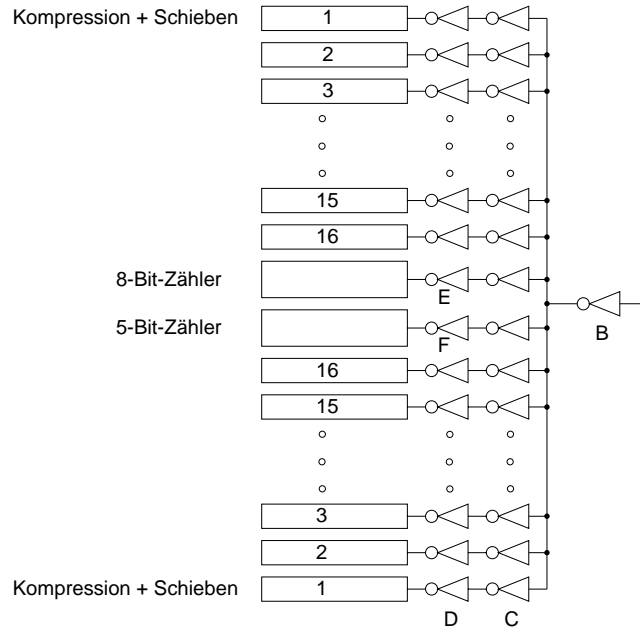 Kompression + Schieben 1
2
3
15
16
8-Bit-Zähler
E
B
5-Bit-Zähler
F
16
15
3
2
Kompression + Schieben 1
D C